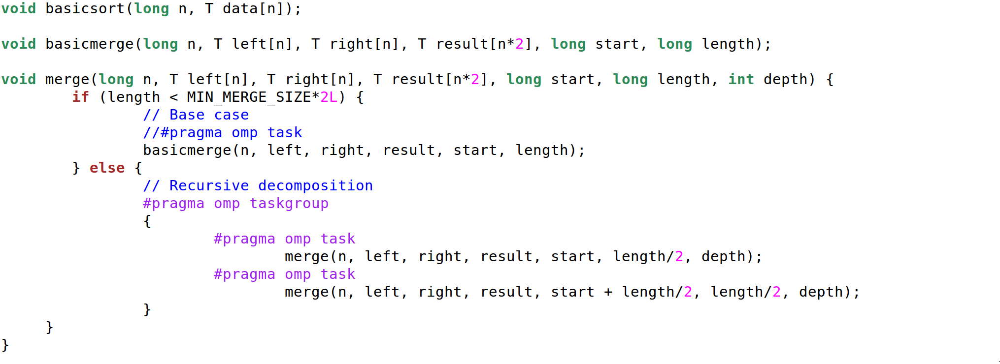 void basicsort(long n, T data[n]);

void basicmerge(long n, T left[n], T right[n], T result[n*2], long start, long length);

void merge(long n, T left[n], T right[n], T result[n*2], long start, long length, int depth) {
        if (length < MIN_MERGE_SIZE*2L) {
                // Base case
                //#pragma omp task
                basicmerge(n, left, right, result, start, length);
        } else {
                // Recursive decomposition
                #pragma omp taskgroup
                {
                        #pragma omp task
                                merge(n, left, right, result, start, length/2, depth);
                        #pragma omp task
                                merge(n, left, right, result, start + length/2, length/2, depth);
                }
     }
}